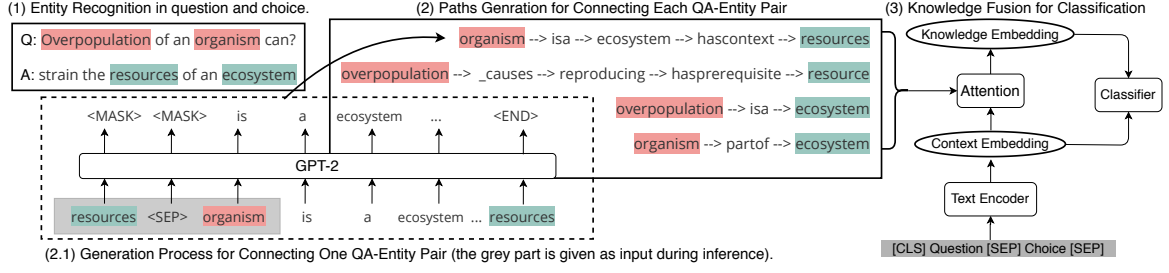 (1) Entity Recognition in question and choice.
Q: Overpopulation of an organism can?
A: strain the resources of an ecosystem
(2) Paths Genration for Connecting Each QA-Entity Pair
organism --> isa --> ecosystem --> hascontext --> resources
overpopulation --> _causes --> reproducing --> hasprerequisite --> resource
overpopulation --> isa --> ecosystem
organism --> partof --> ecosystem
<MASK> <MASK> is a ecosystem ... <END>
GPT-2
resources <SEP> organism is a ecosystem ... resources
(2.1) Generation Process for Connecting One QA-Entity Pair (the grey part is given as input during inference).
(3) Knowledge Fusion for Classification
Knowledge Embedding
Attention
Classifier
Context Embedding
Text Encoder
[CLS] Question [SEP] Choice [SEP]